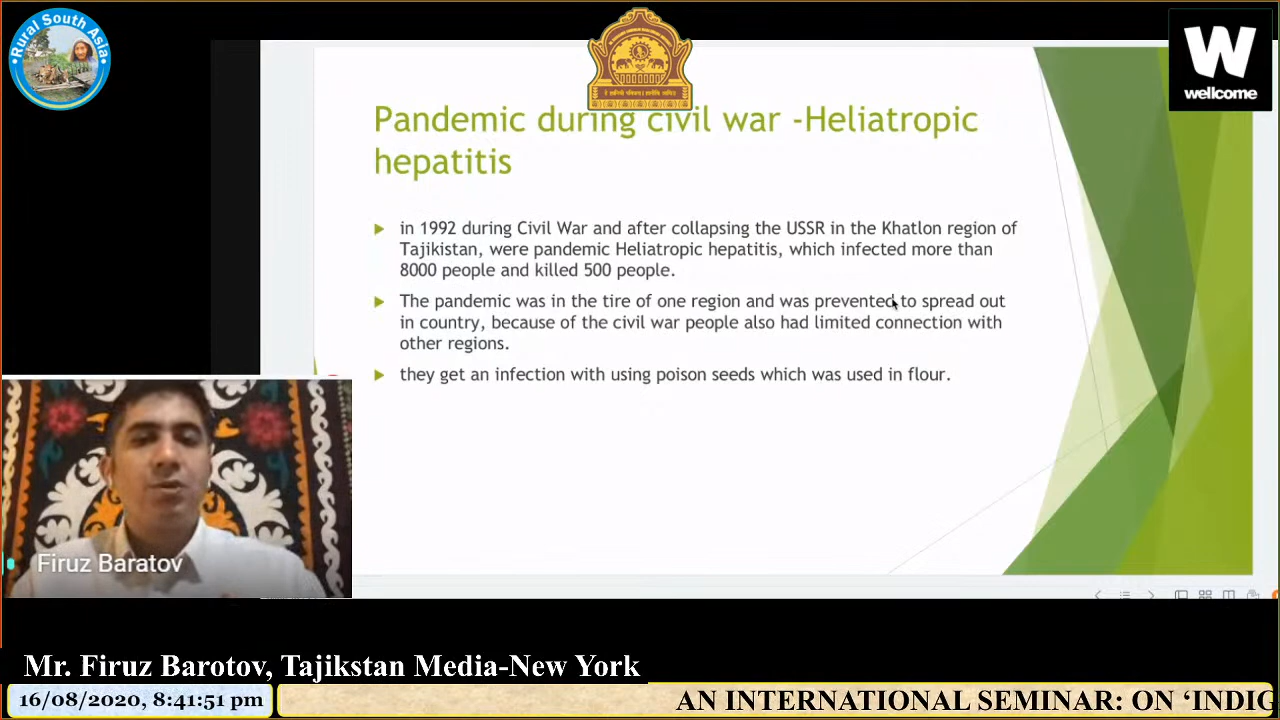 Rural South Asia
W
wellcome
Pandemic during civil war -Heliatropic
hepatitis
in 1992 during Civil War and after collapsing the USSR in the Khatlon region of
Tajikistan, were pandemic Heliatropic hepatitis, which infected more than
8000 people and killed 500 people.
The pandemic was in the tire of one region and was prevented to spread out
in country, because of the civil war people also had limited connection with
other regions.
they get an infection with using poison seeds which was used in flour.
Firuz Baratov
Mr. Firuz Barotov, Tajikstan Media-New York
16/08/2020, 8:41:51 pm
AN INTERNATIONAL SEMINAR: ON ‘INDIG